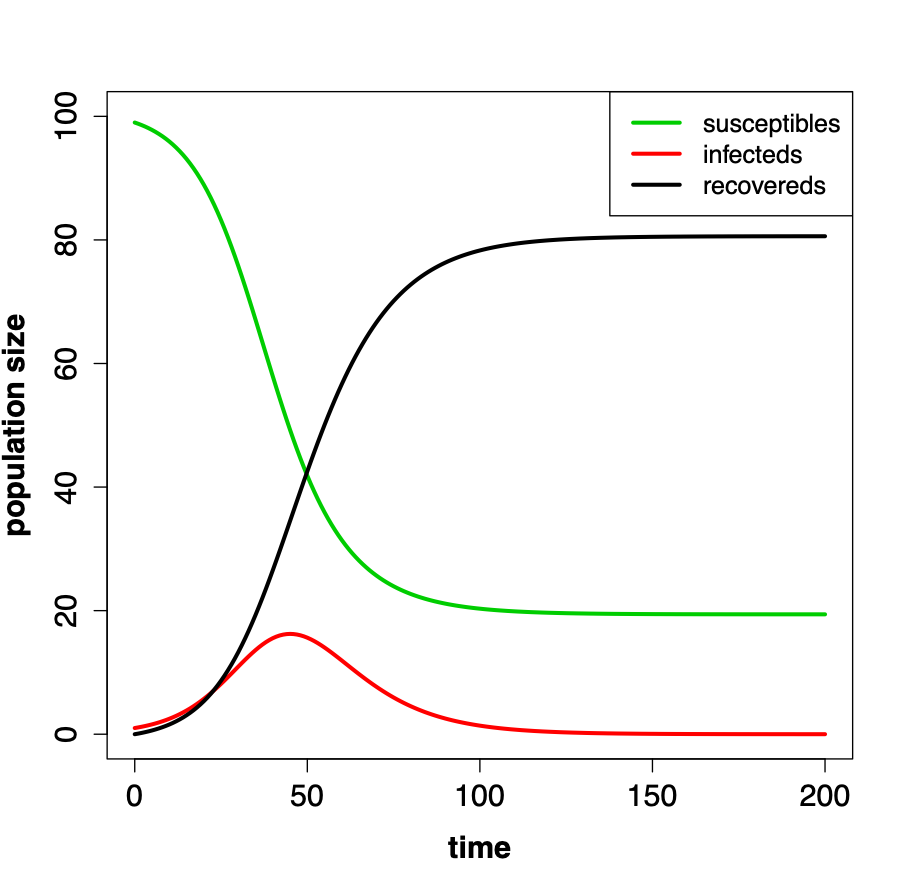 susceptibles
infecteds
recovereds
100
80
60
40
20
0
population size
0 50 100 150 200
time